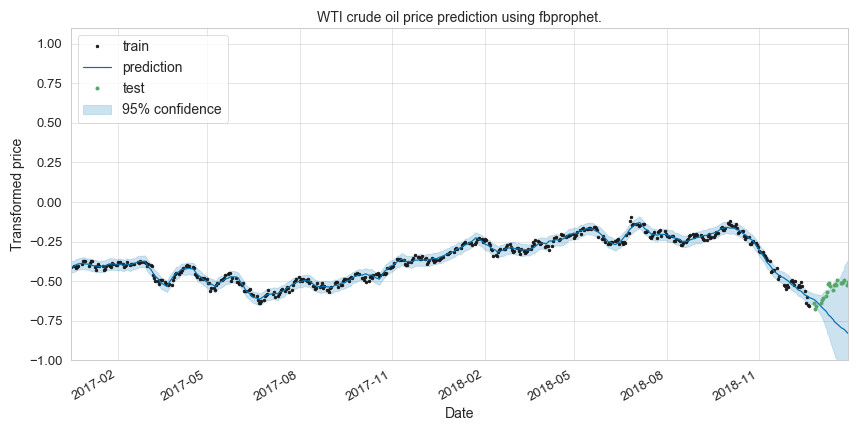 WTI crude oil price prediction using fbprophet.
train
prediction
test
95% confidence
1.00
0.75
0.50
0.25
0.00
−0.25
−0.50
−0.75
−1.00
Transformed price
2017-02
2017-05
2017-08
2017-11
2018-02
2018-05
2018-08
2018-11
Date